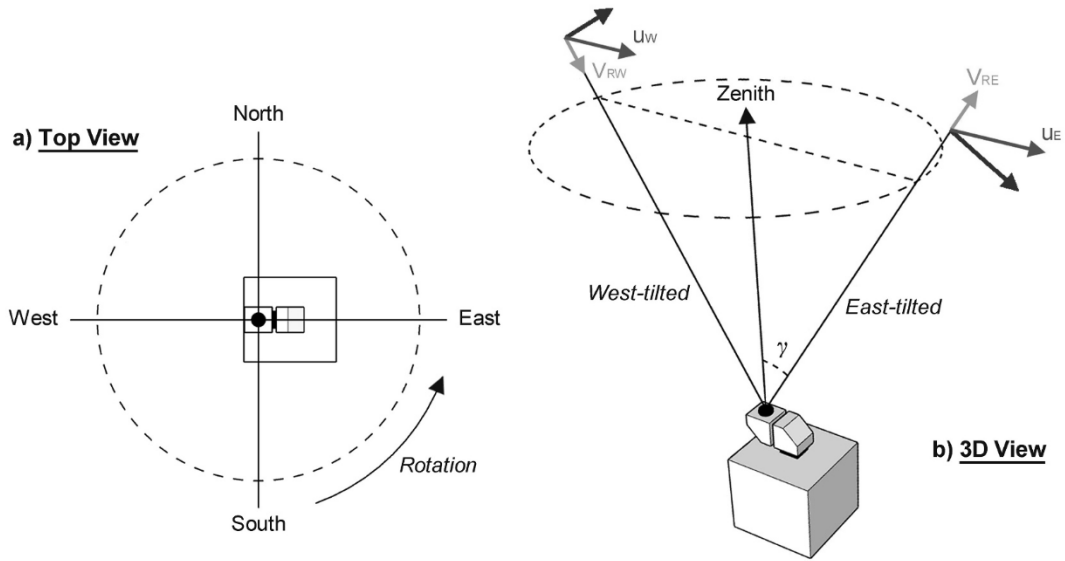 a) Top View
North
West
East
South
Rotation
uW
VRW
Zenith
VRE
uE
West-tilted
East-tilted
γ
b) 3D View